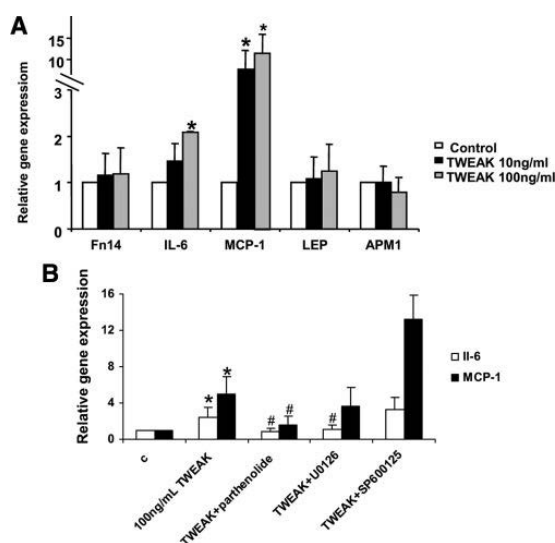 A
Relative gene expressiom
15
10
3
2
1
0
* * *
Fn14 IL-6 MCP-1 LEP APM1
Control
TWEAK 10ng/ml
TWEAK 100ng/ml
B
Relative gene expression
16
12
8
4
0
* * # # #
c
100ng/mL TWEAK
TWEAK+parthenolide
TWEAK+U0126
TWEAK+SP600125
Il-6
MCP-1